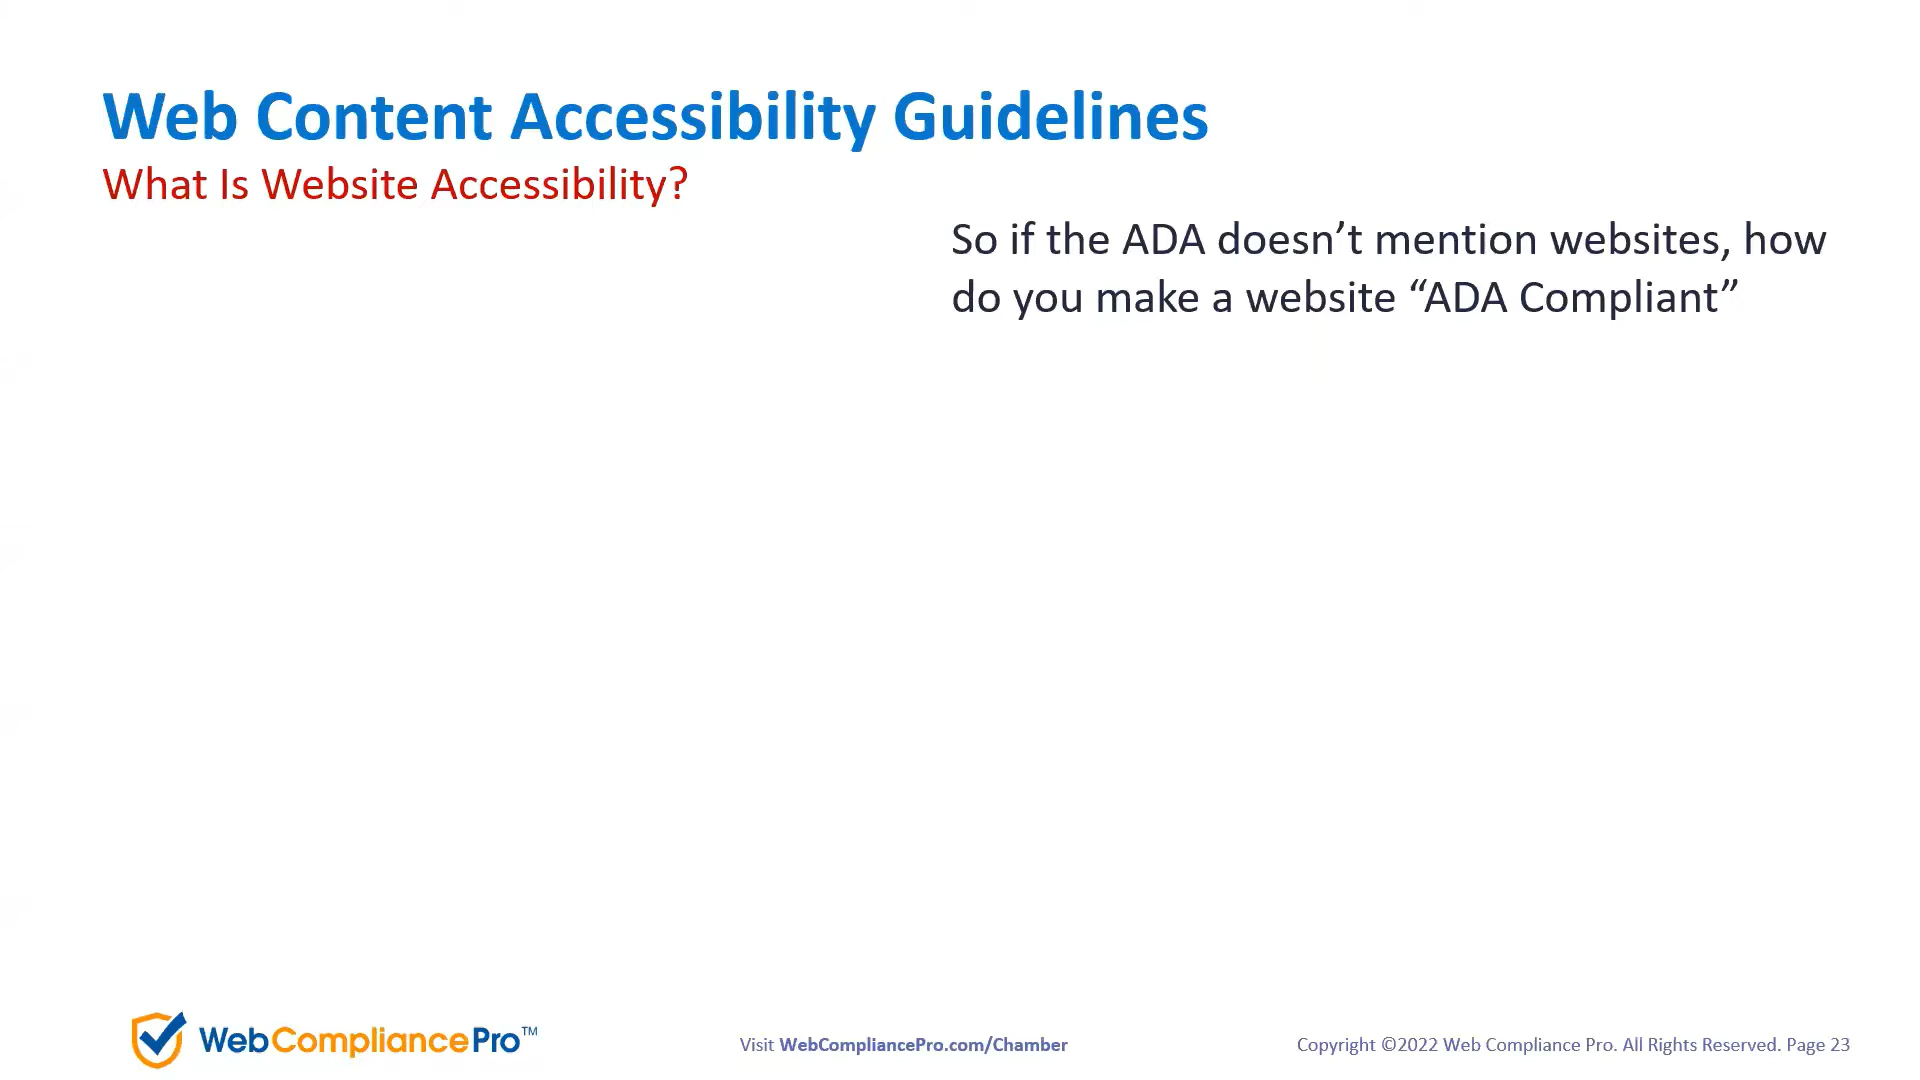 Web Content Accessibility Guidelines
What Is Website Accessibility?
So if the ADA doesn’t mention websites, how
do you make a website “ADA Compliant”
WebCompliancePro™
Visit WebCompliancePro.com/Chamber
Copyright ©2022 Web Compliance Pro. All Rights Reserved. Page 23